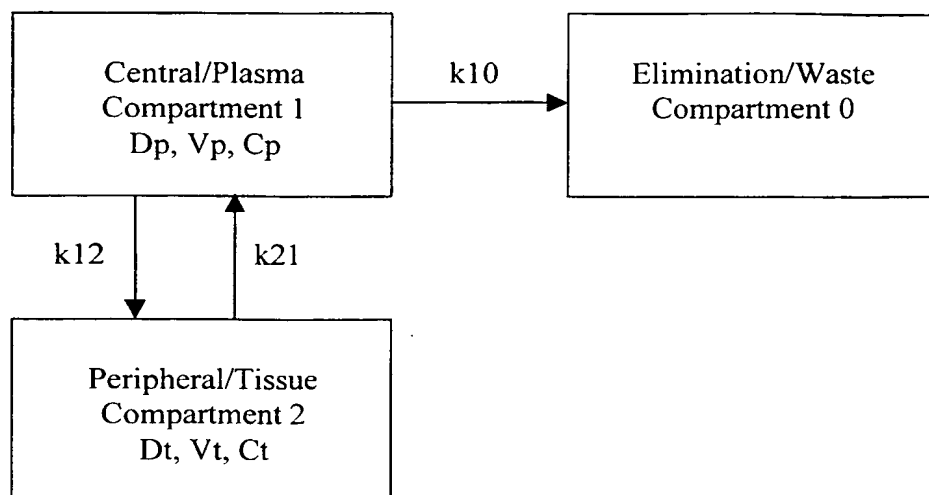 Central/Plasma
Compartment 1
Dp, Vp, Cp
k10
Elimination/Waste
Compartment 0
k12
k21
Peripheral/Tissue
Compartment 2
Dt, Vt, Ct